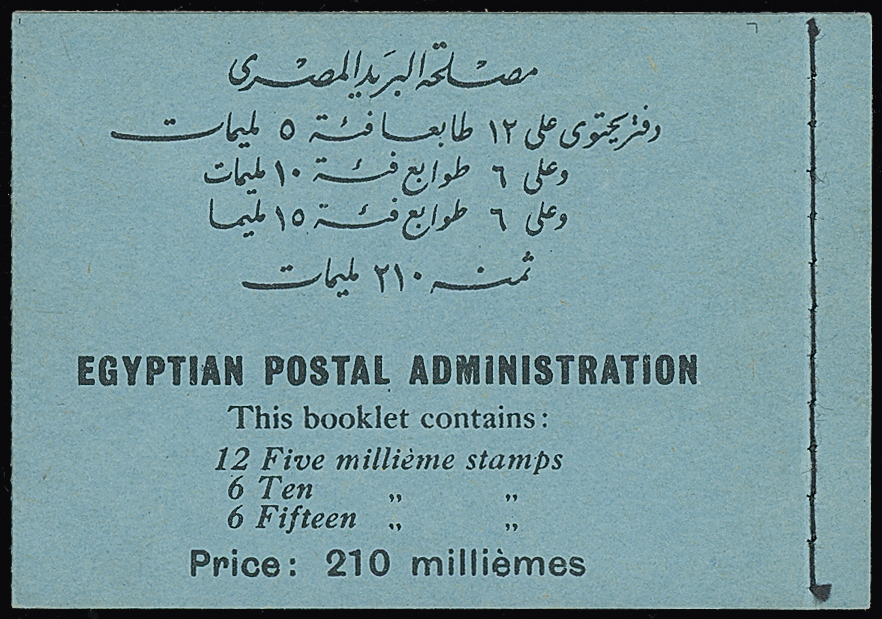 مصلحة البريد المصرى
دفتر يحتوى على ١٢ طابعا فئة ٥ مليمات
وعلى ٦ طوابع فئة ١٠ مليمات
وعلى ٦ طوابع فئة ١٥ مليما
ثمنه ٢١٠ مليمات
EGYPTIAN POSTAL ADMINISTRATION
This booklet contains:
12 Five millième stamps
6 Ten „ „
6 Fifteen „ „
Price: 210 millièmes